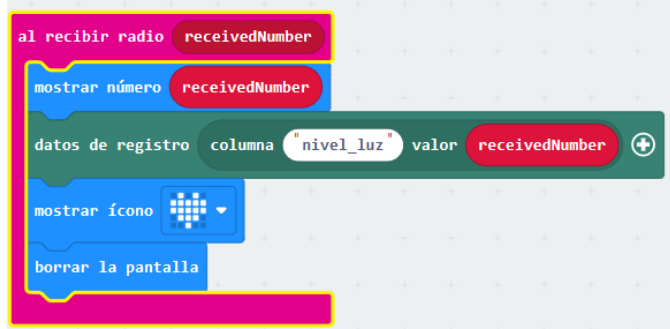 al recibir radio receivedNumber
mostrar número receivedNumber
datos de registro columna "nivel_luz" valor receivedNumber
mostrar ícono
borrar la pantalla